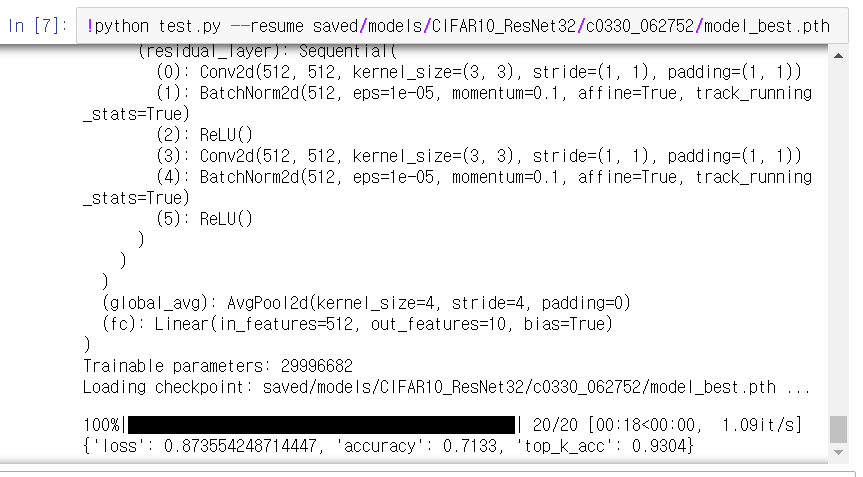 In [7]: !python test.py --resume saved/models/CIFAR10_ResNet32/c0330_062752/model_best.pth
(residual_layer): Sequential(
(0): Conv2d(512, 512, kernel_size=(3, 3), stride=(1, 1), padding=(1, 1))
(1): BatchNorm2d(512, eps=1e-05, momentum=0.1, affine=True, track_running
_stats=True)
(2): ReLU()
(3): Conv2d(512, 512, kernel_size=(3, 3), stride=(1, 1), padding=(1, 1))
(4): BatchNorm2d(512, eps=1e-05, momentum=0.1, affine=True, track_running
_stats=True)
(5): ReLU()
)
)
)
(global_avg): AvgPool2d(kernel_size=4, stride=4, padding=0)
(fc): Linear(in_features=512, out_features=10, bias=True)
)
Trainable parameters: 29996682
Loading checkpoint: saved/models/CIFAR10_ResNet32/c0330_062752/model_best.pth ...
100%|██████████| 20/20 [00:18<00:00, 1.09it/s]
{'loss': 0.873554248714447, 'accuracy': 0.7133, 'top_k_acc': 0.9304}